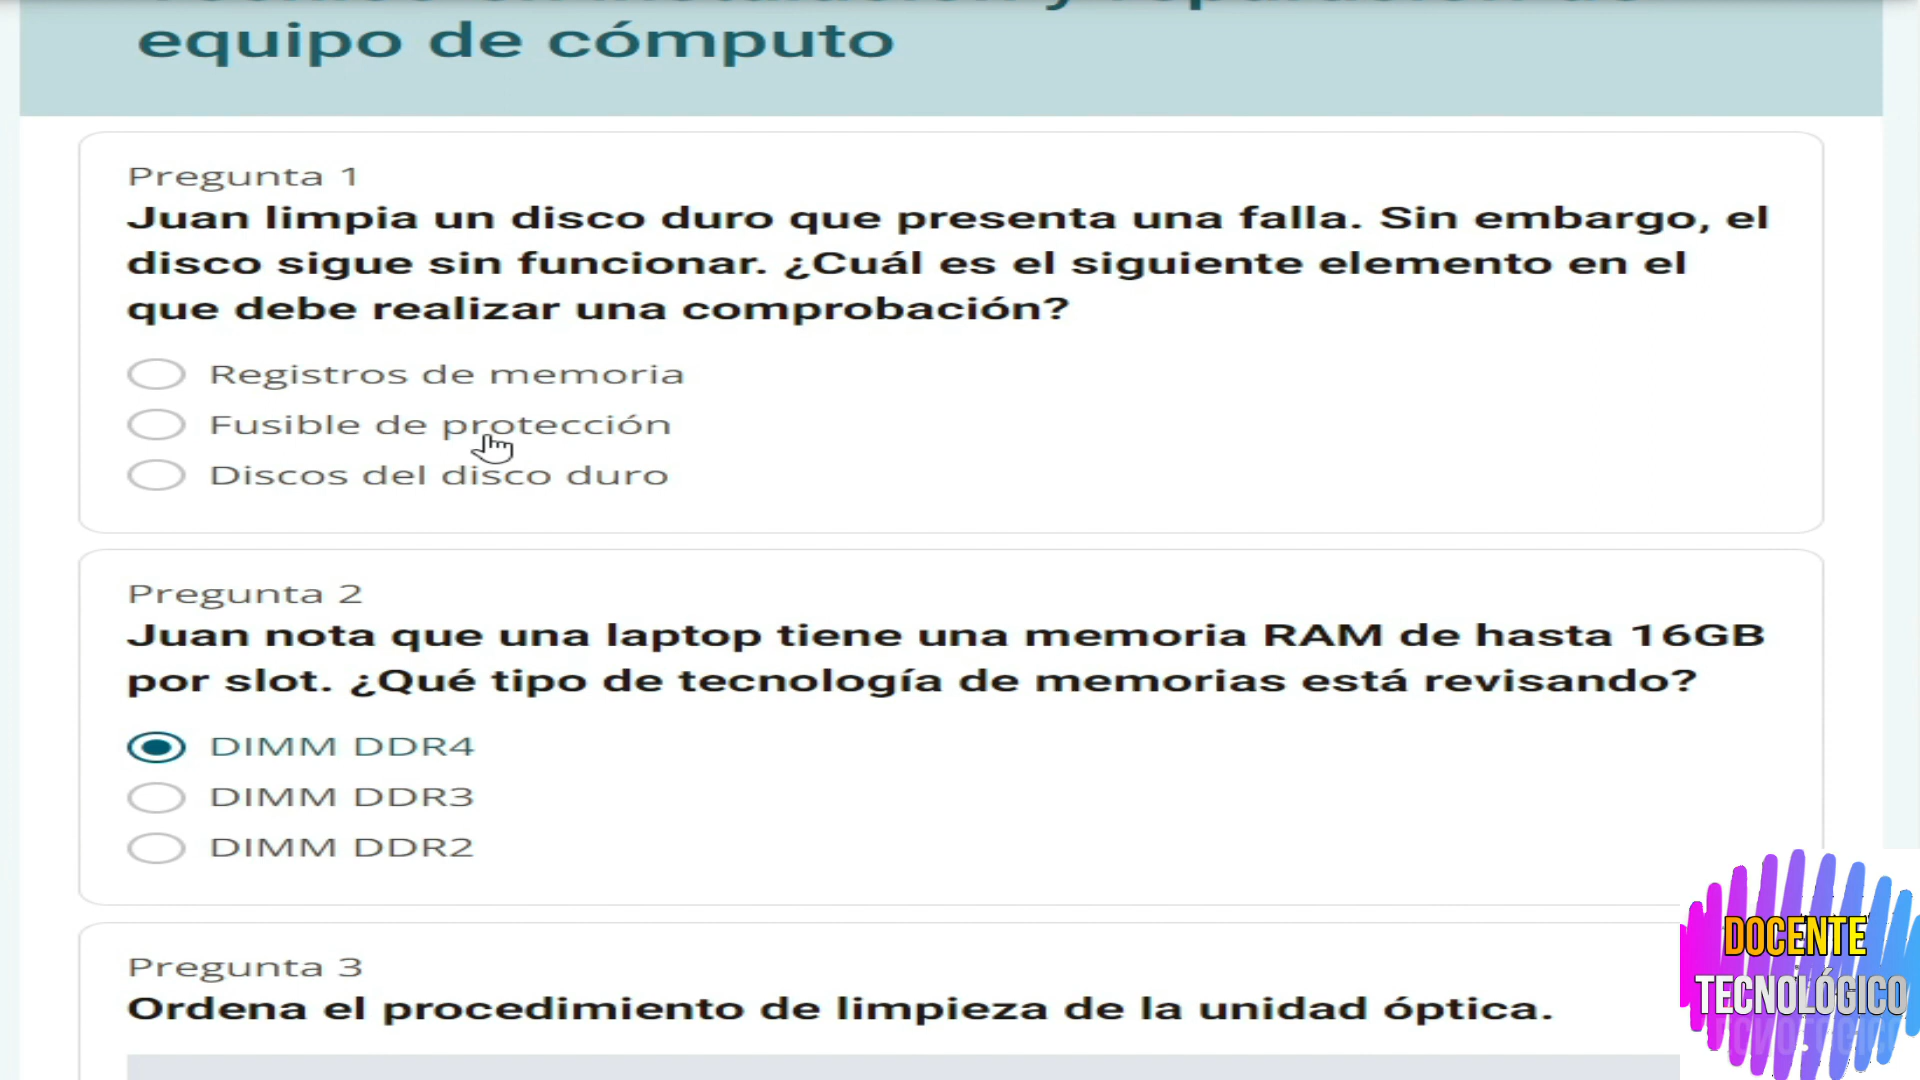 equipo de cómputo
Pregunta 1
Juan limpia un disco duro que presenta una falla. Sin embargo, el
disco sigue sin funcionar. ¿Cuál es el siguiente elemento en el
que debe realizar una comprobación?
Registros de memoria
Fusible de protección
Discos del disco duro
Pregunta 2
Juan nota que una laptop tiene una memoria RAM de hasta 16GB
por slot. ¿Qué tipo de tecnología de memorias está revisando?
DIMM DDR4
DIMM DDR3
DIMM DDR2
Pregunta 3
Ordena el procedimiento de limpieza de la unidad óptica.
DOCENTE
TECNOLÓGICO